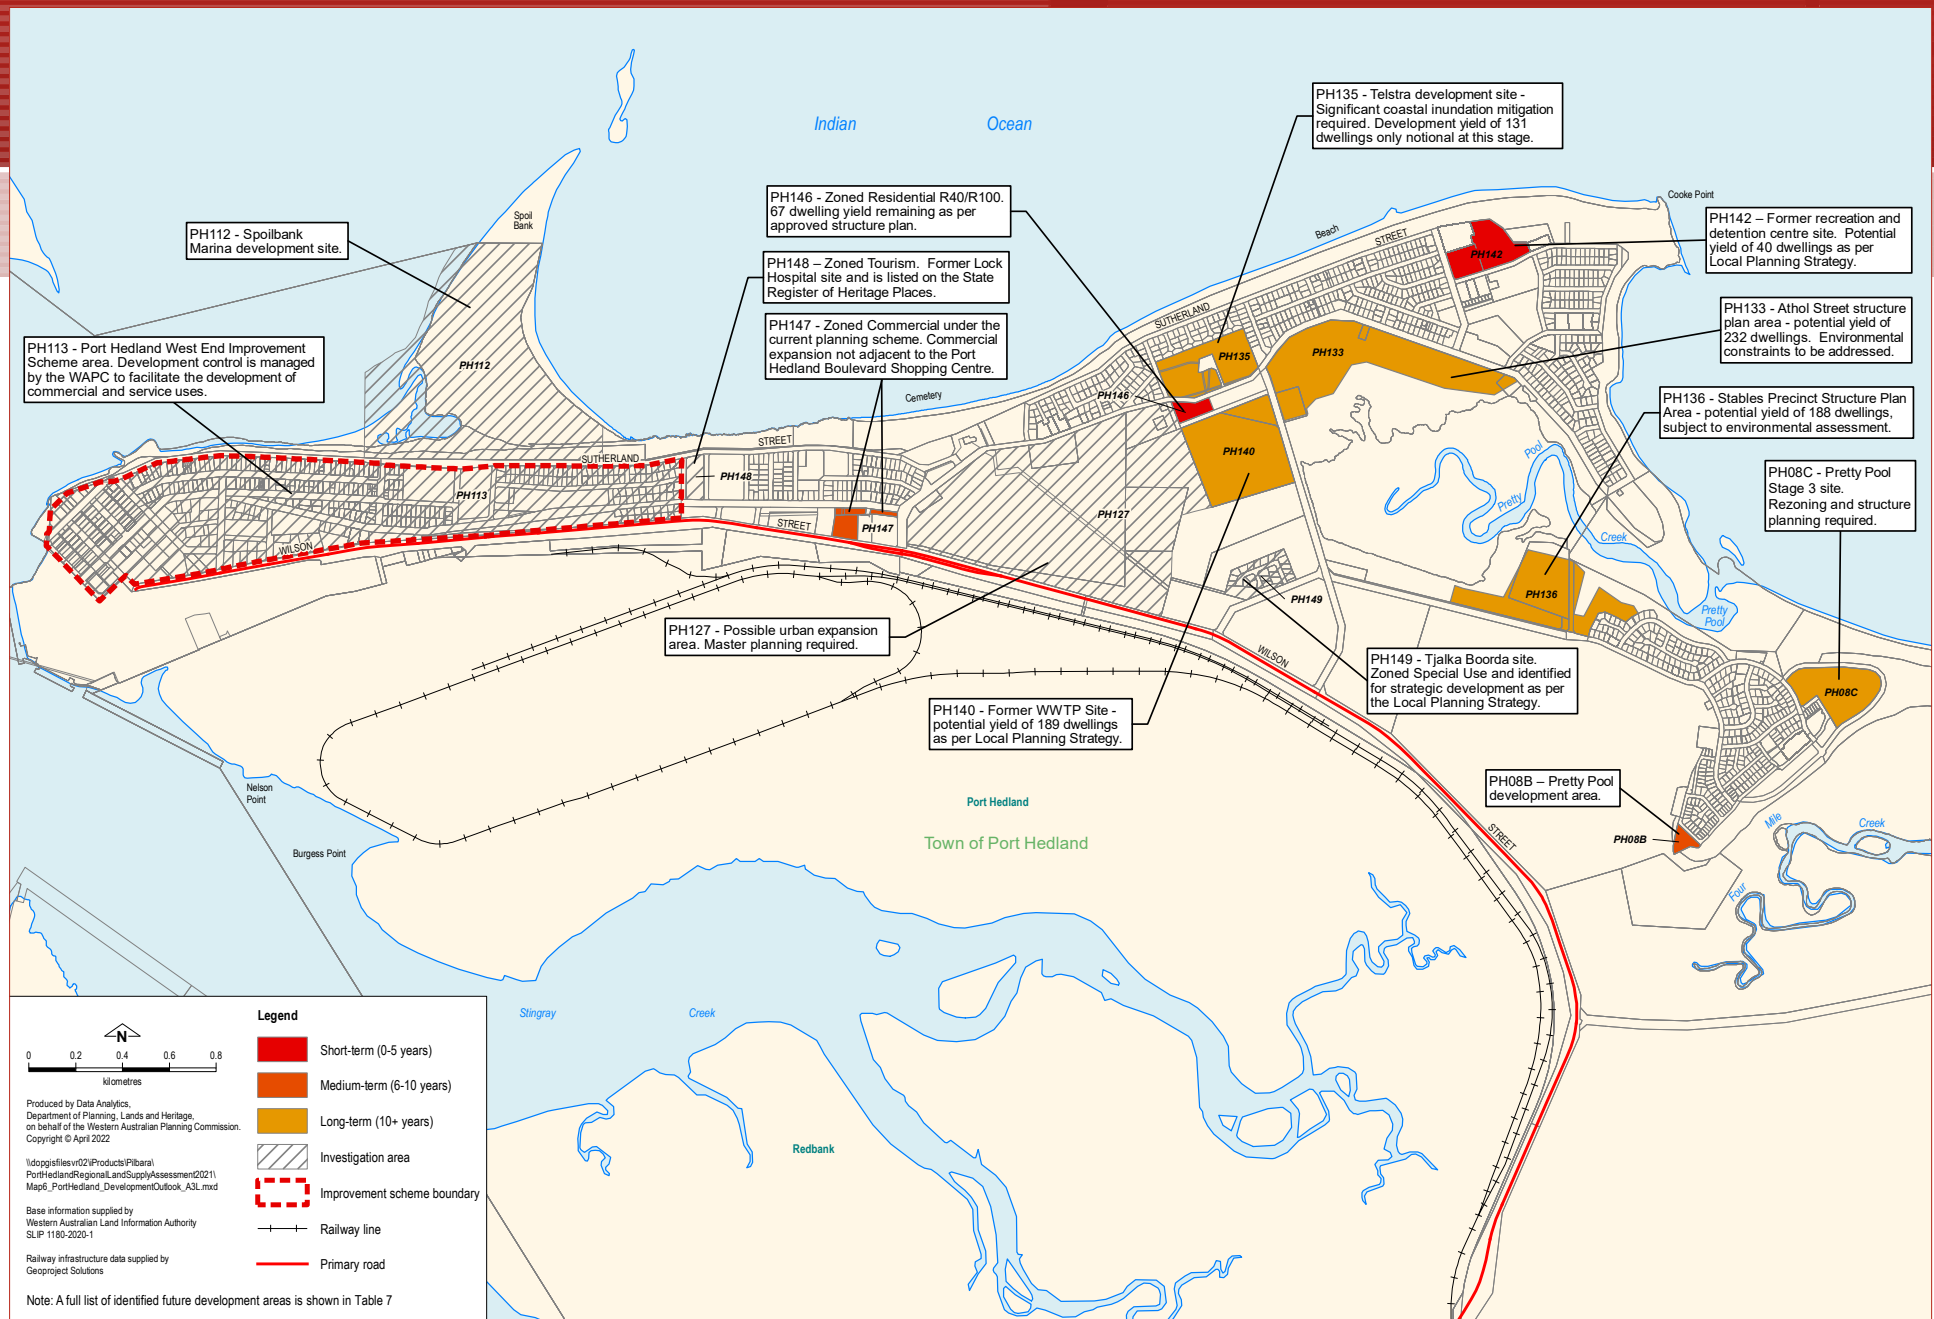 Indian Ocean
PH135 - Telstra development site -
Significant coastal inundation mitigation
required. Development yield of 131
dwellings only notional at this stage.
PH146 - Zoned Residential R40/R100.
67 dwelling yield remaining as per
approved structure plan.
Cooke Point
PH142 – Former recreation and
detention centre site. Potential
yield of 40 dwellings as per
Local Planning Strategy.
Spoil
Bank
PH112 - Spoilbank
Marina development site.
Beach
STREET
PH142
PH148 – Zoned Tourism. Former Lock
Hospital site and is listed on the State
Register of Heritage Places.
SUTHERLAND
PH133 - Athol Street structure
plan area - potential yield of
232 dwellings. Environmental
constraints to be addressed.
PH147 - Zoned Commercial under the
current planning scheme. Commercial
expansion not adjacent to the Port
Hedland Boulevard Shopping Centre.
PH113 - Port Hedland West End Improvement
Scheme area. Development control is managed
by the WAPC to facilitate the development of
commercial and service uses.
PH112
PH135
PH133
PH146
Cemetery
PH136 - Stables Precinct Structure Plan
Area - potential yield of 188 dwellings,
subject to environmental assessment.
STREET
SUTHERLAND
PH140
Pretty
Pool
Creek
PH08C - Pretty Pool
Stage 3 site.
Rezoning and structure
planning required.
PH148
PH113
PH127
STREET
PH147
WILSON
PH149
PH136
Pretty
Pool
PH127 - Possible urban expansion
area. Master planning required.
WILSON
PH149 - Tjalka Boorda site.
Zoned Special Use and identified
for strategic development as per
the Local Planning Strategy.
PH08C
PH140 - Former WWTP Site -
potential yield of 189 dwellings
as per Local Planning Strategy.
PH08B – Pretty Pool
development area.
Nelson
Point
Port Hedland
Town of Port Hedland
STREET
PH08B
Four
Mile
Creek
Burgess Point
Stingray Creek
Redbank
N
0 0.2 0.4 0.6 0.8
kilometres
Produced by Data Analytics,
Department of Planning, Lands and Heritage,
on behalf of the Western Australian Planning Commission.
Copyright © April 2022
\\dopgisfilesvr02\iProducts\Pilbara\
PortHedlandRegionalLandSupplyAssessment2021\
Map6_PortHedland_DevelopmentOutlook_A3L.mxd
Base information supplied by
Western Australian Land Information Authority
SLIP 1180-2020-1
Railway infrastructure data supplied by
Geoproject Solutions
Legend
Short-term (0-5 years)
Medium-term (6-10 years)
Long-term (10+ years)
Investigation area
Improvement scheme boundary
Railway line
Primary road
Note: A full list of identified future development areas is shown in Table 7